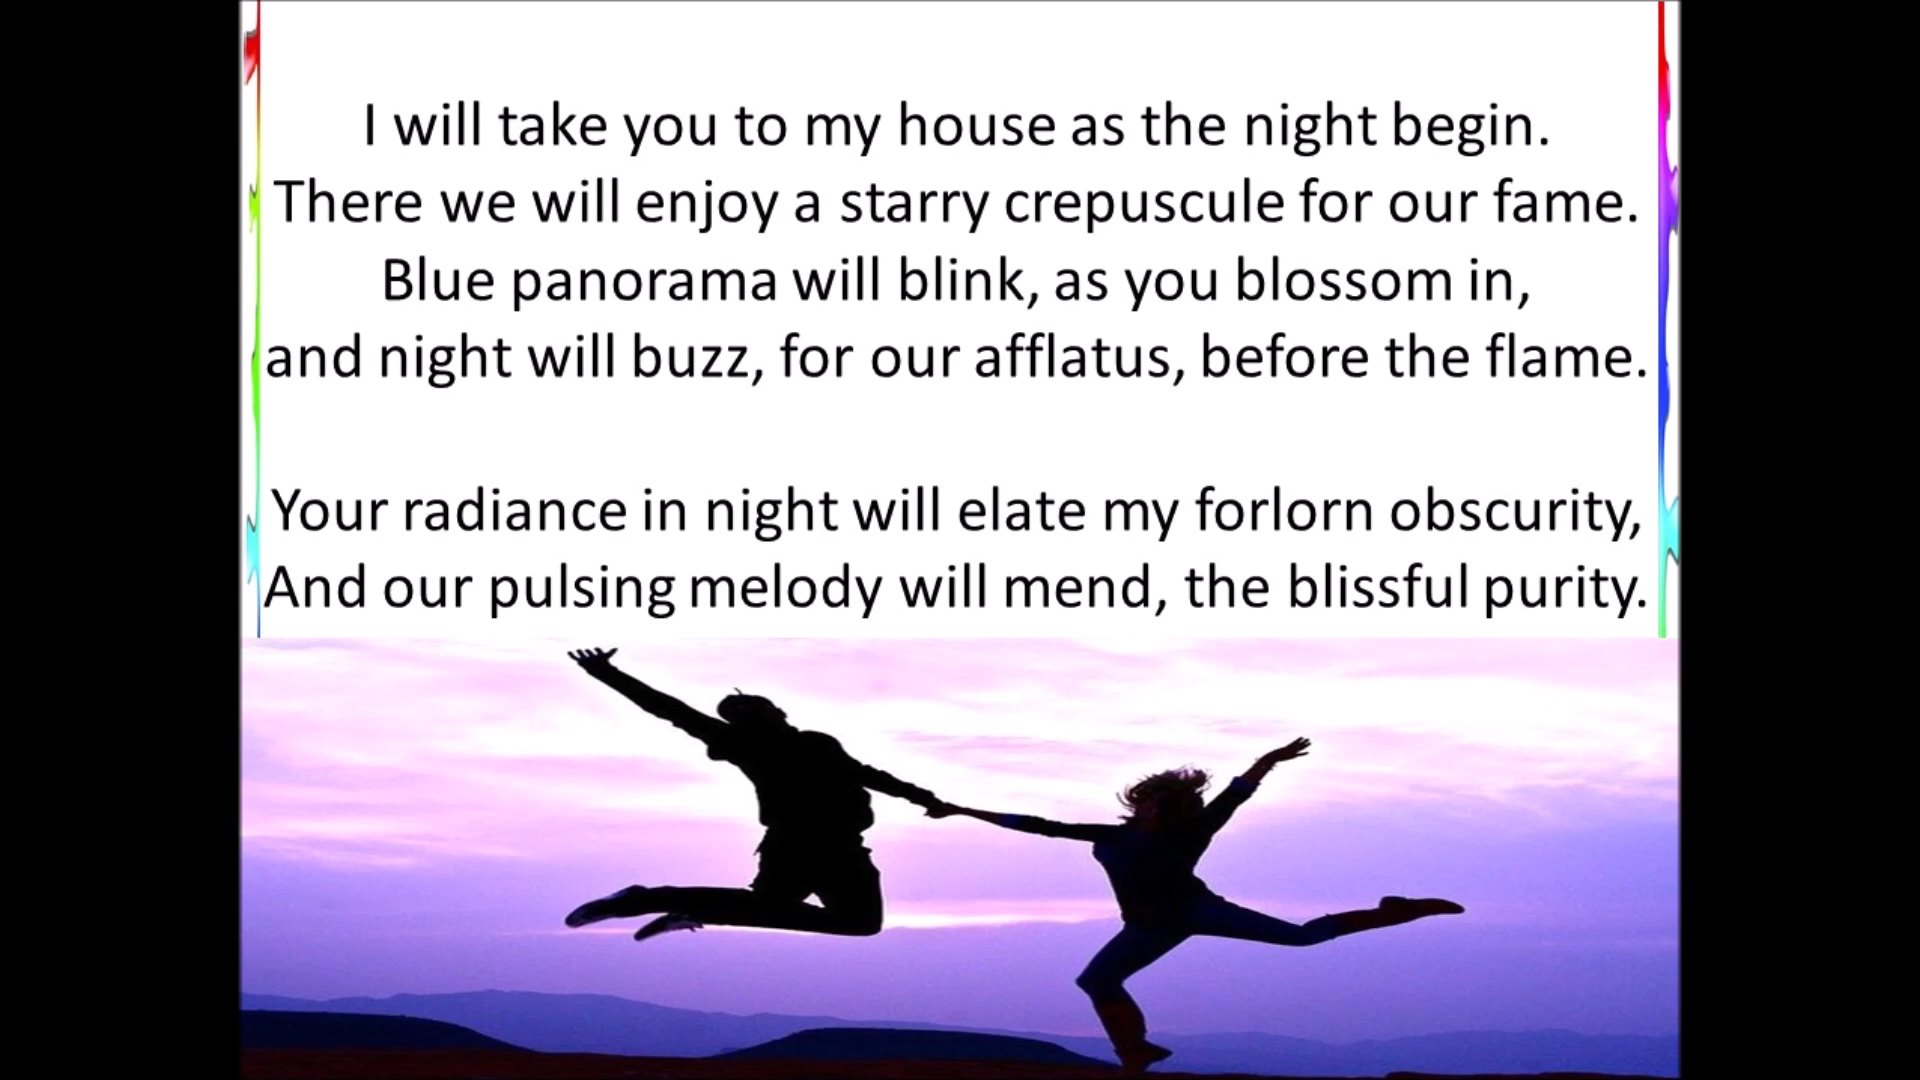 I will take you to my house as the night begin.
There we will enjoy a starry crepuscule for our fame.
Blue panorama will blink, as you blossom in,
and night will buzz, for our afflatus, before the flame.
Your radiance in night will elate my forlorn obscurity,
And our pulsing melody will mend, the blissful purity.